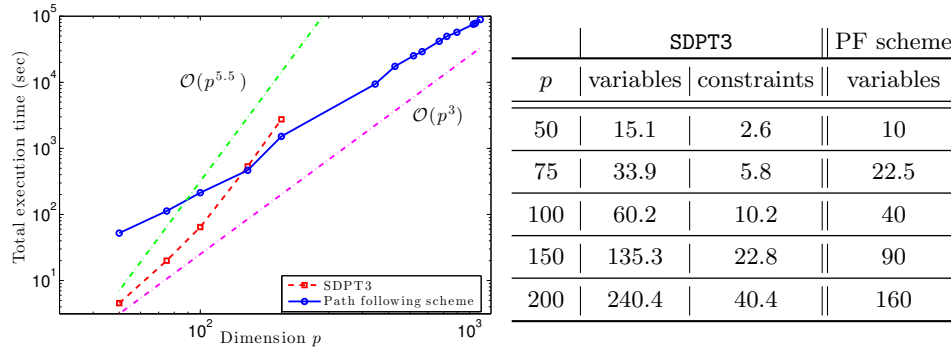 Total execution time (sec)
10^5
10^4
10^3
10^2
10^1
O(p^{5.5})
O(p^3)
SDPT3
Path following scheme
10^2
10^3
Dimension p
SDPT3 PF scheme
p variables constraints variables
50 15.1 2.6 10
75 33.9 5.8 22.5
100 60.2 10.2 40
150 135.3 22.8 90
200 240.4 40.4 160